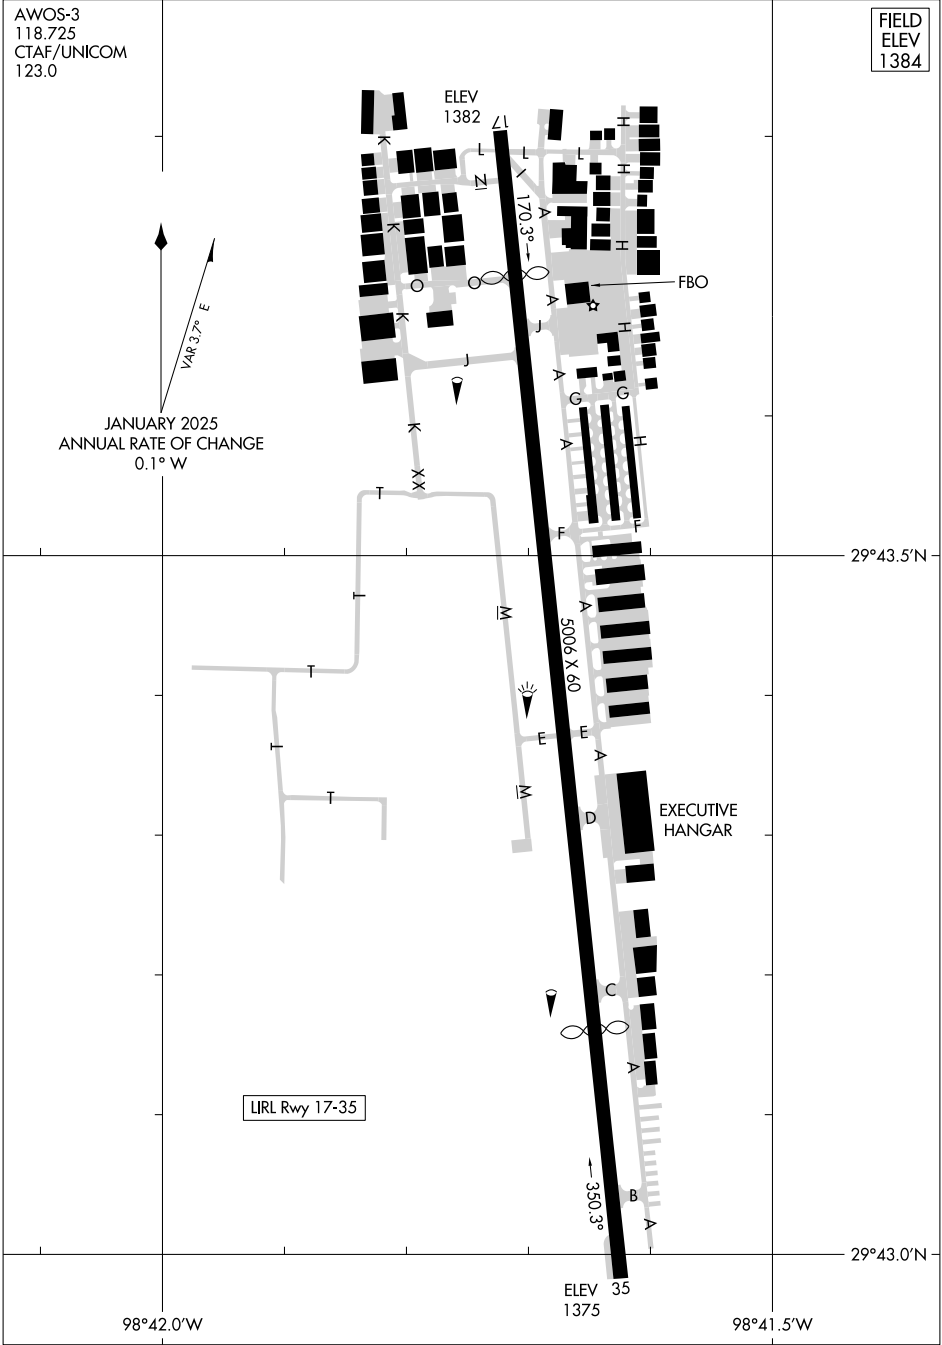 AWOS-3
118.725
CTAF/UNICOM
123.0
FIELD
ELEV
1384
ELEV
1382
17
K
L
L
L
H
N
I
H
170.3°
A
K
H
O
O
FBO
A
K
J
H
VAR 3.7° E
J
A
G
G
JANUARY 2025
ANNUAL RATE OF CHANGE
0.1° W
K
A
H
XX
T
F
F
29°43.5'N
T
M
A
5006 X 60
T
E
E
T
A
T
M
D
EXECUTIVE
HANGAR
C
A
LIRL Rwy 17-35
350.3°
B
A
29°43.0'N
ELEV
1375
35
98°42.0'W
98°41.5'W